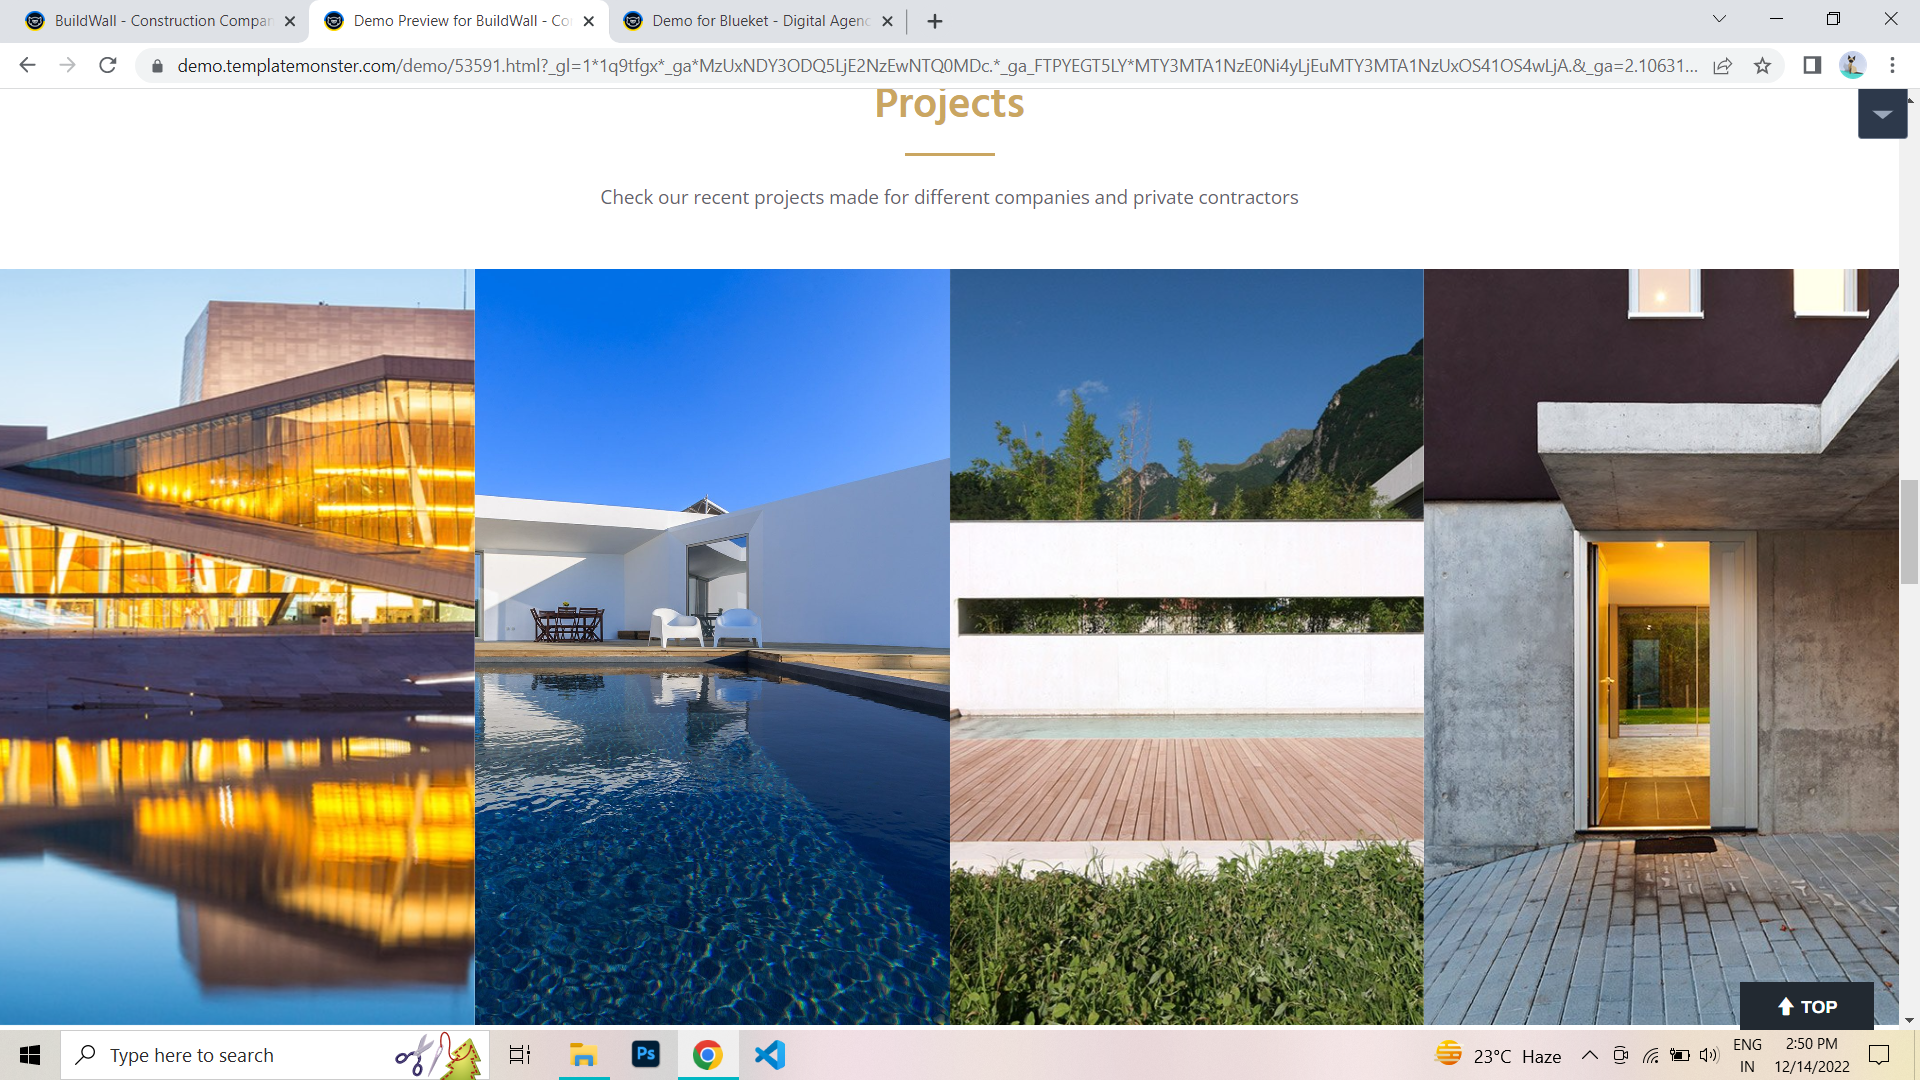 BuildWall - Construction Compan
Demo Preview for BuildWall - Co
Demo for Blueket - Digital Agenc
demo.templatemonster.com/demo/53591.html?_gl=1*1q9tfgx*_ga*MzUxNDY3ODQ5LjE2NzEwNTQ0MDc.*_ga_FTPYEGT5LY*MTY3MTA1NzE0Ni4yLjEuMTY3MTA1NzUxOS41OS4wLjA.&_ga=2.10631...
Projects
Check our recent projects made for different companies and private contractors
TOP
Type here to search
Ps
23°C Haze
ENG
IN
2:50 PM
12/14/2022